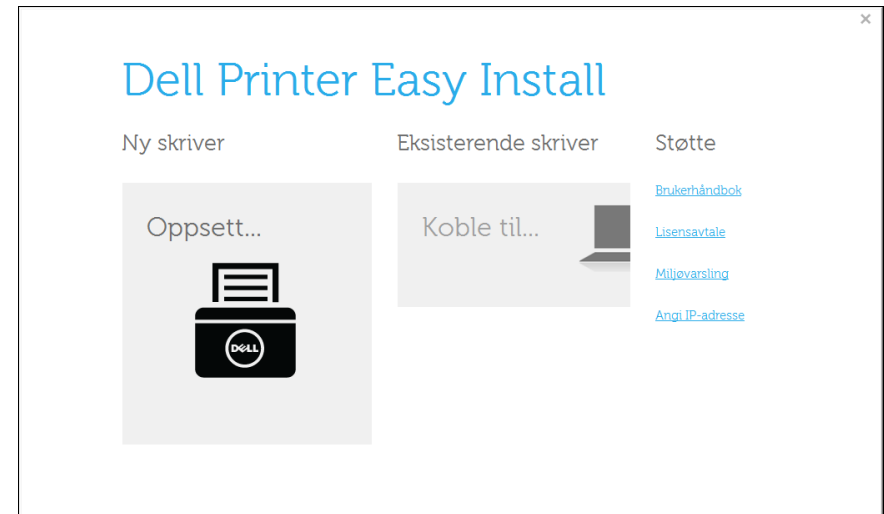 ×
Dell Printer Easy Install
Ny skriver
Oppsett...
DELL
Eksisterende skriver
Koble til...
Støtte
Brukerhåndbok
Lisensavtale
Miljøvarsling
Angi IP-adresse